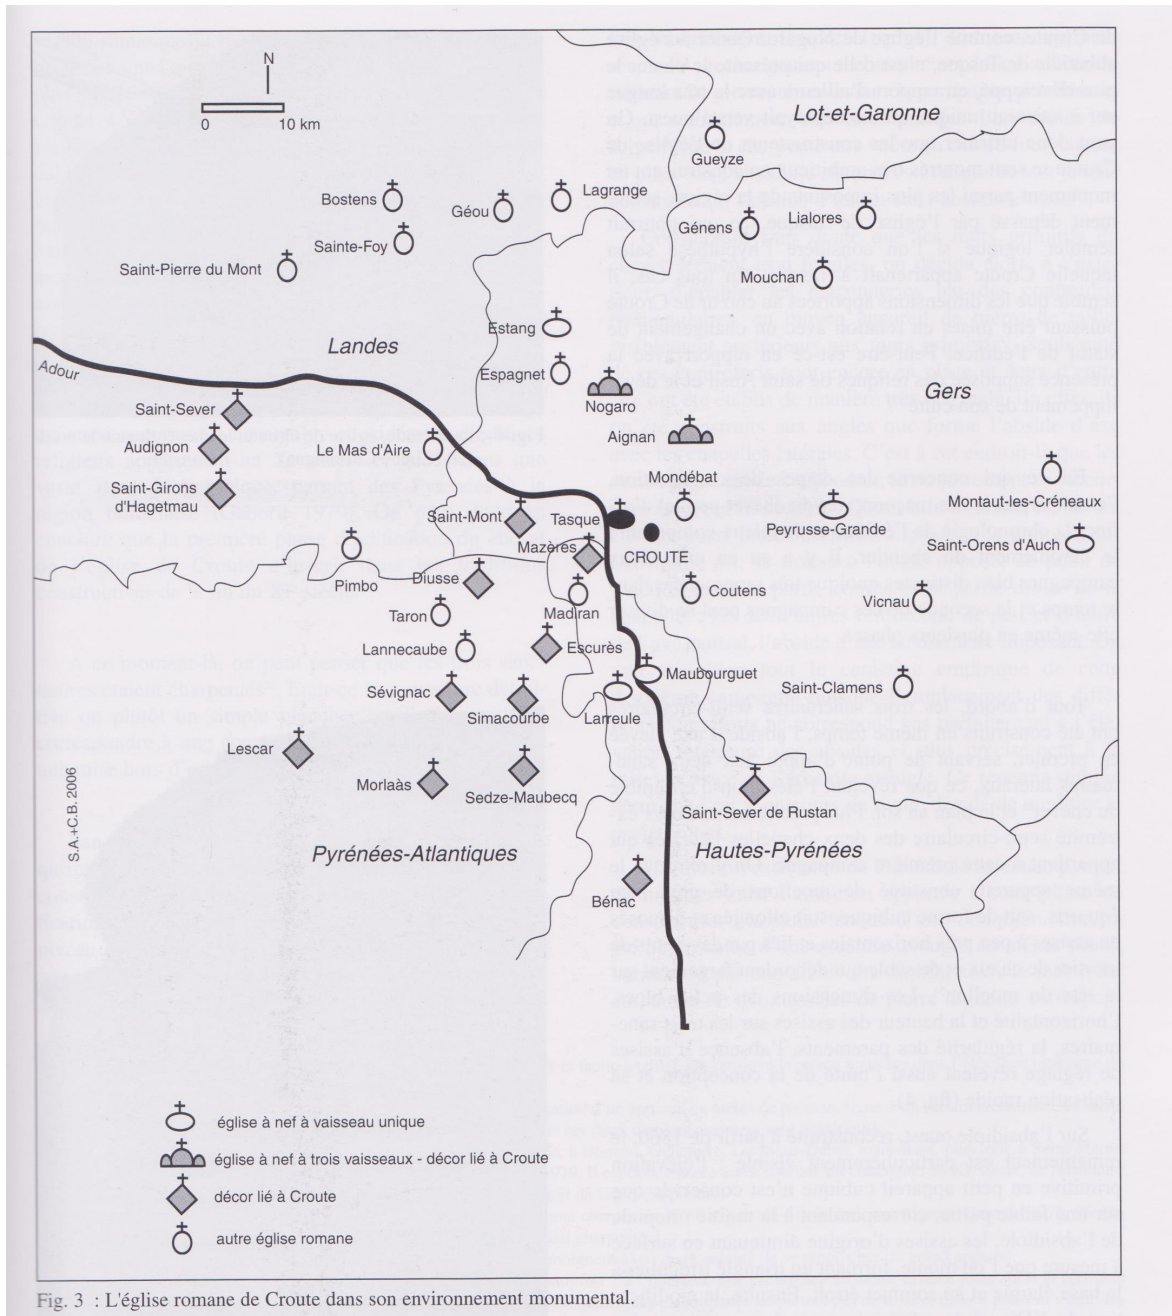 N
0 10 km
Lot-et-Garonne
Gueyze
Bostens
Géou
Lagrange
Lialores
Génens
Sainte-Foy
Saint-Pierre du Mont
Mouchan
Estang
Landes
Adour
Espagnet
Gers
Nogaro
Saint-Sever
Aignan
Audignon
Le Mas d'Aire
Mondébat
Saint-Girons
d'Hagetmau
Montaut-les-Créneaux
Saint-Mont
Tasque
Peyrusse-Grande
Saint-Orens d'Auch
Mazères
CROUTE
Pimbo
Diusse
Coutens
Vicnau
Taron
Madiran
Lannecaube
Escurès
Maubourguet
Sévignac
Saint-Clamens
Simacourbe
Larreule
Lescar
Morlaàs
Sedze-Maubecq
Saint-Sever de Rustan
S.A.+C.B.2006
Pyrénées-Atlantiques
Hautes-Pyrénées
Bénac
église à nef à vaisseau unique
église à nef à trois vaisseaux - décor lié à Croute
décor lié à Croute
autre église romane
Fig. 3 : L'église romane de Croute dans son environnement monumental.